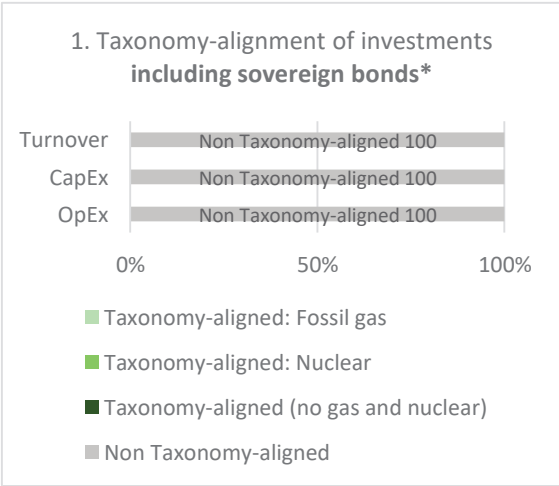 1. Taxonomy-alignment of investments
including sovereign bonds*
Turnover
Non Taxonomy-aligned 100
CapEx
Non Taxonomy-aligned 100
OpEx
Non Taxonomy-aligned 100
0%
50%
100%
Taxonomy-aligned: Fossil gas
Taxonomy-aligned: Nuclear
Taxonomy-aligned (no gas and nuclear)
Non Taxonomy-aligned